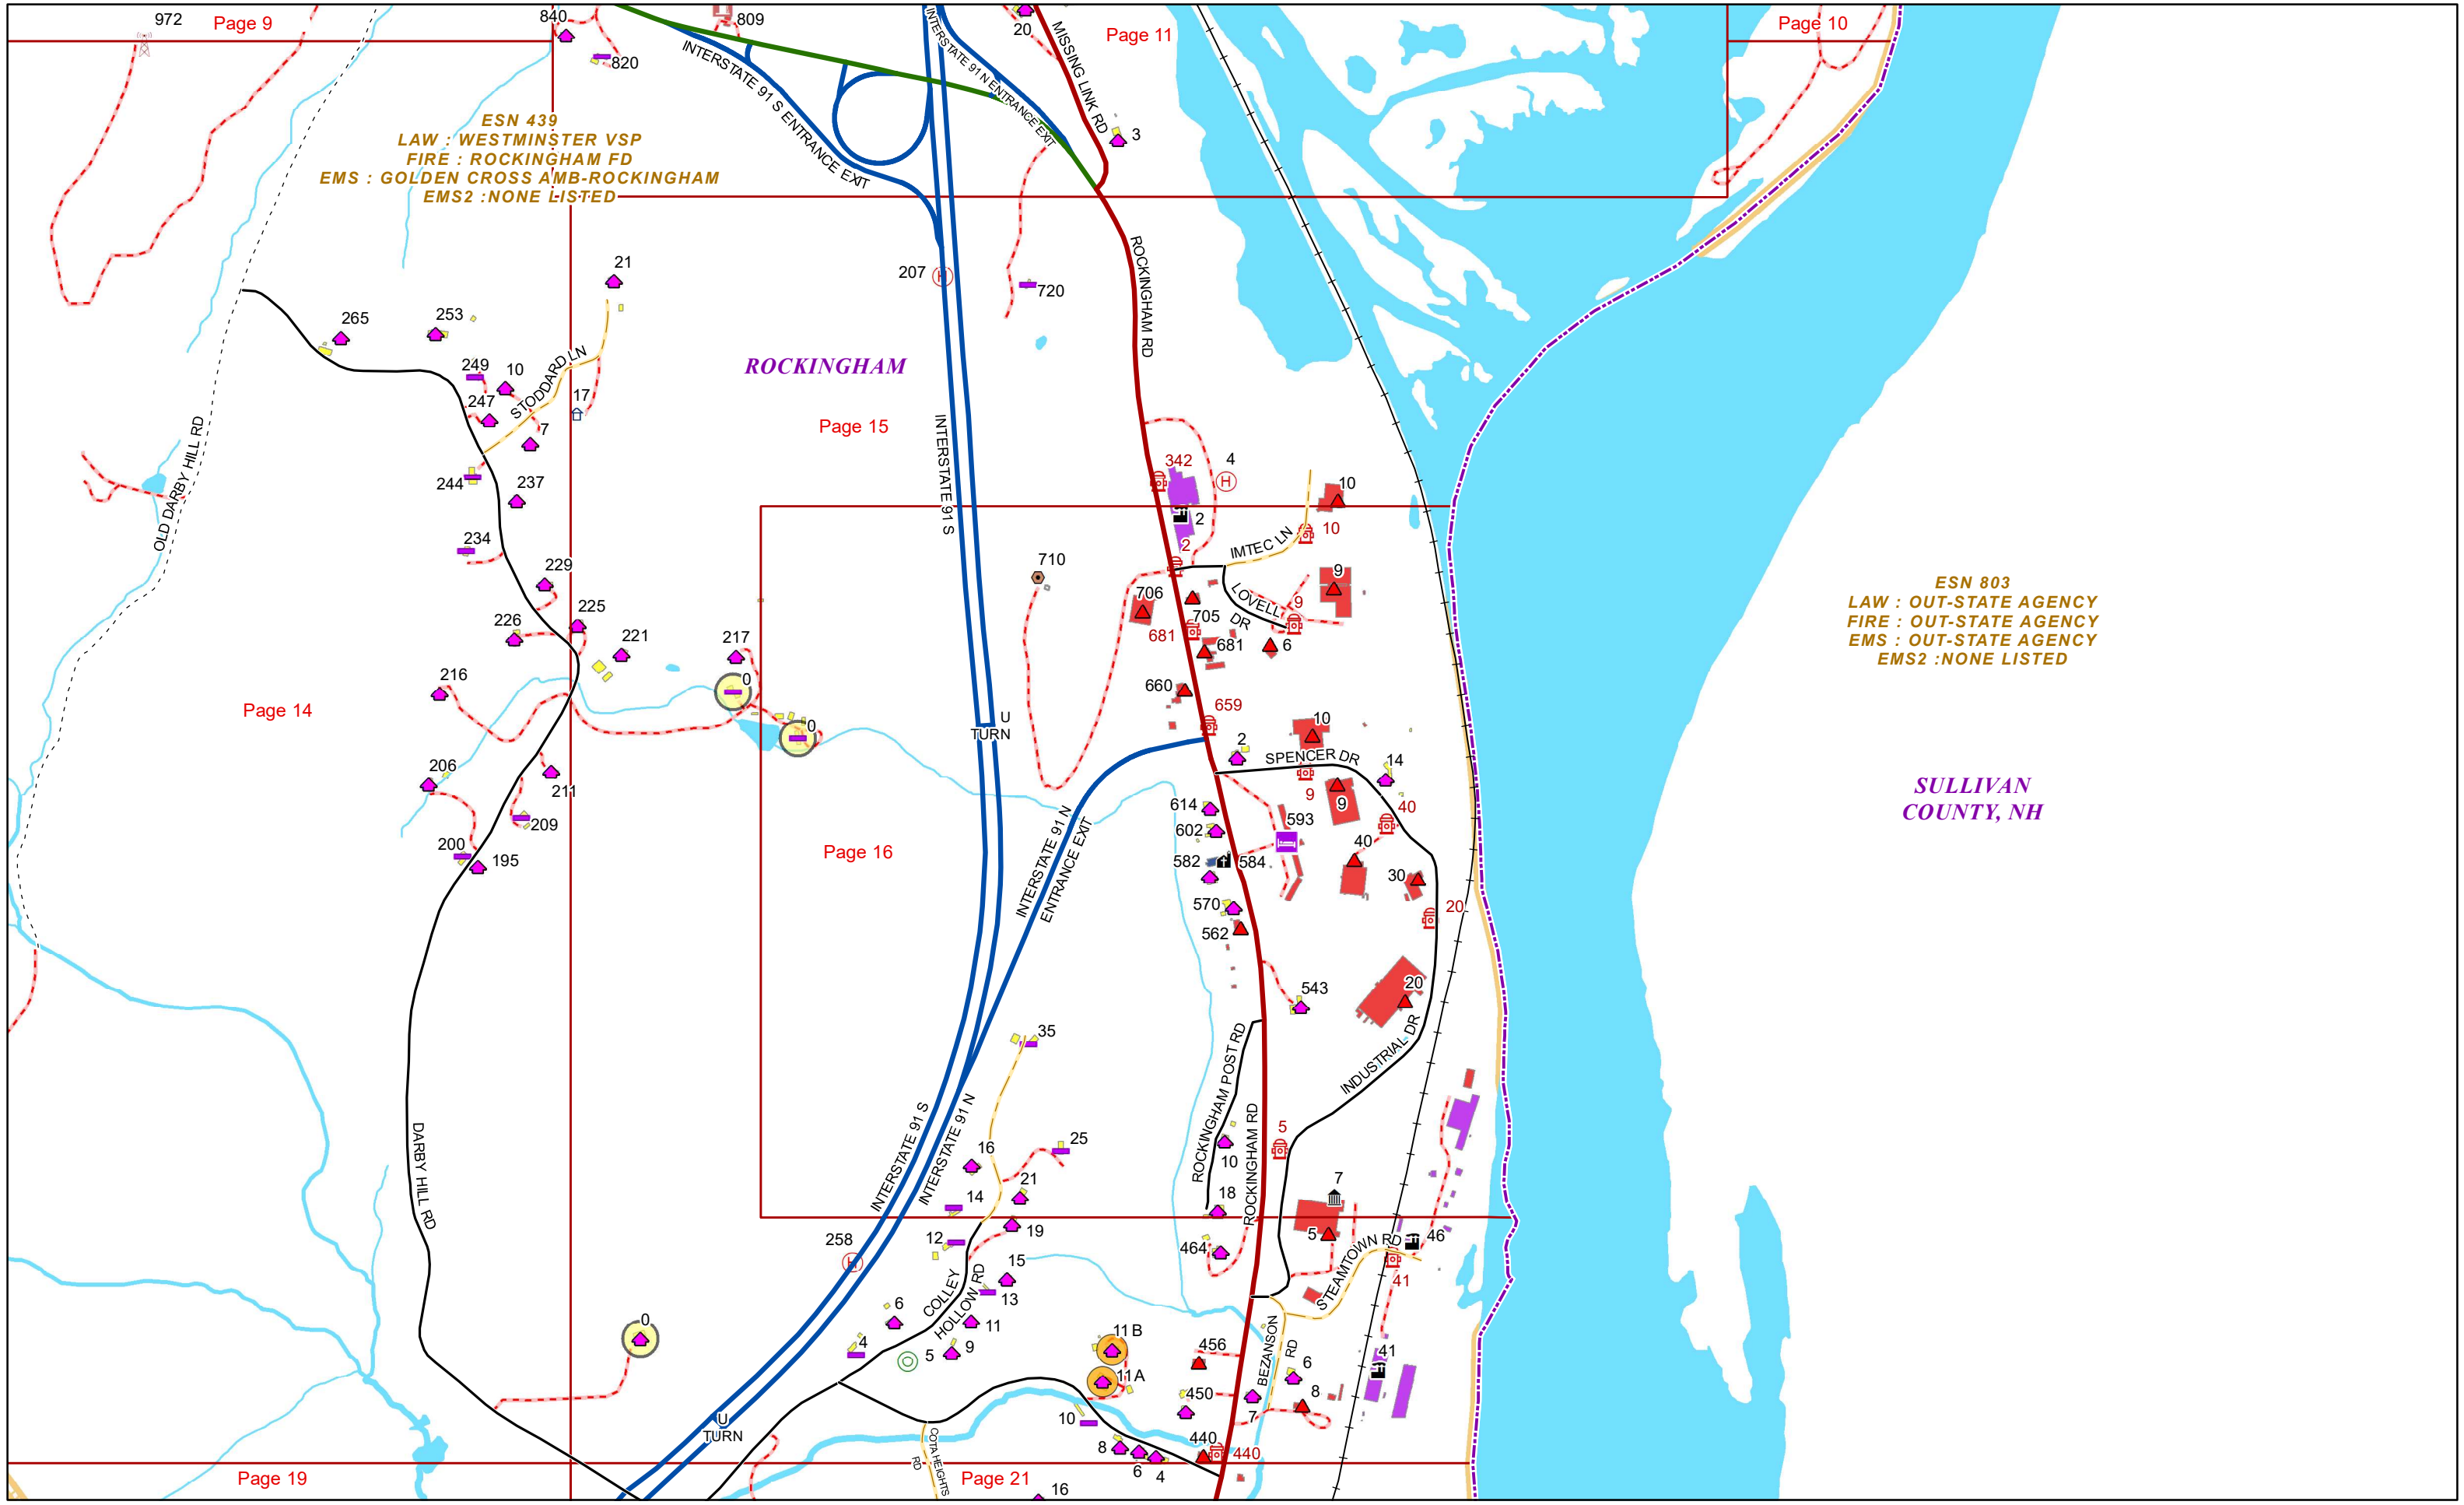 972
Page 9
840
820
809
20
Page 11
Page 10
INTERSTATE 91 S ENTRANCE EXIT
INTERSTATE 91 N ENTRANCE EXIT
MISSING LINK RD
3
ESN 439
LAW : WESTMINSTER VSP
FIRE : ROCKINGHAM FD
EMS : GOLDEN CROSS AMB-ROCKINGHAM
EMS2 :NONE LISTED
21
207
720
ROCKINGHAM RD
265
253
ROCKINGHAM
249
10
STODDARD LN
17
247
7
Page 15
INTERSTATE 91 S
OLD DARBY HILL RD
244
237
342
4
10
2
10
2
IMTEC LN
234
229
710
706
705
LOVELL
DR
9
9
226
225
221
217
681
681
6
ESN 803
LAW : OUT-STATE AGENCY
FIRE : OUT-STATE AGENCY
EMS : OUT-STATE AGENCY
EMS2 :NONE LISTED
216
0
660
Page 14
659
U
TURN
0
10
2
SPENCER DR
14
206
211
9
9
40
SULLIVAN
COUNTY, NH
209
614
593
602
INTERSTATE 91 N
ENTRANCE EXIT
200
195
Page 16
582
584
40
30
570
20
562
543
20
35
INDUSTRIAL DR
ROCKINGHAM POST RD
ROCKINGHAM RD
INTERSTATE 91 S
INTERSTATE 91 N
DARBY HILL RD
16
25
5
10
14
21
18
7
12
19
258
464
5
STEAMTOWN RD
46
41
15
13
COLLEY
HOLLOW RD
6
11
0
4
5
9
11 B
11 A
456
BEZANSON
RD
6
41
450
8
7
10
U
TURN
COTA HEIGHTS
RD
8
6
4
440
440
Page 19
Page 21
16